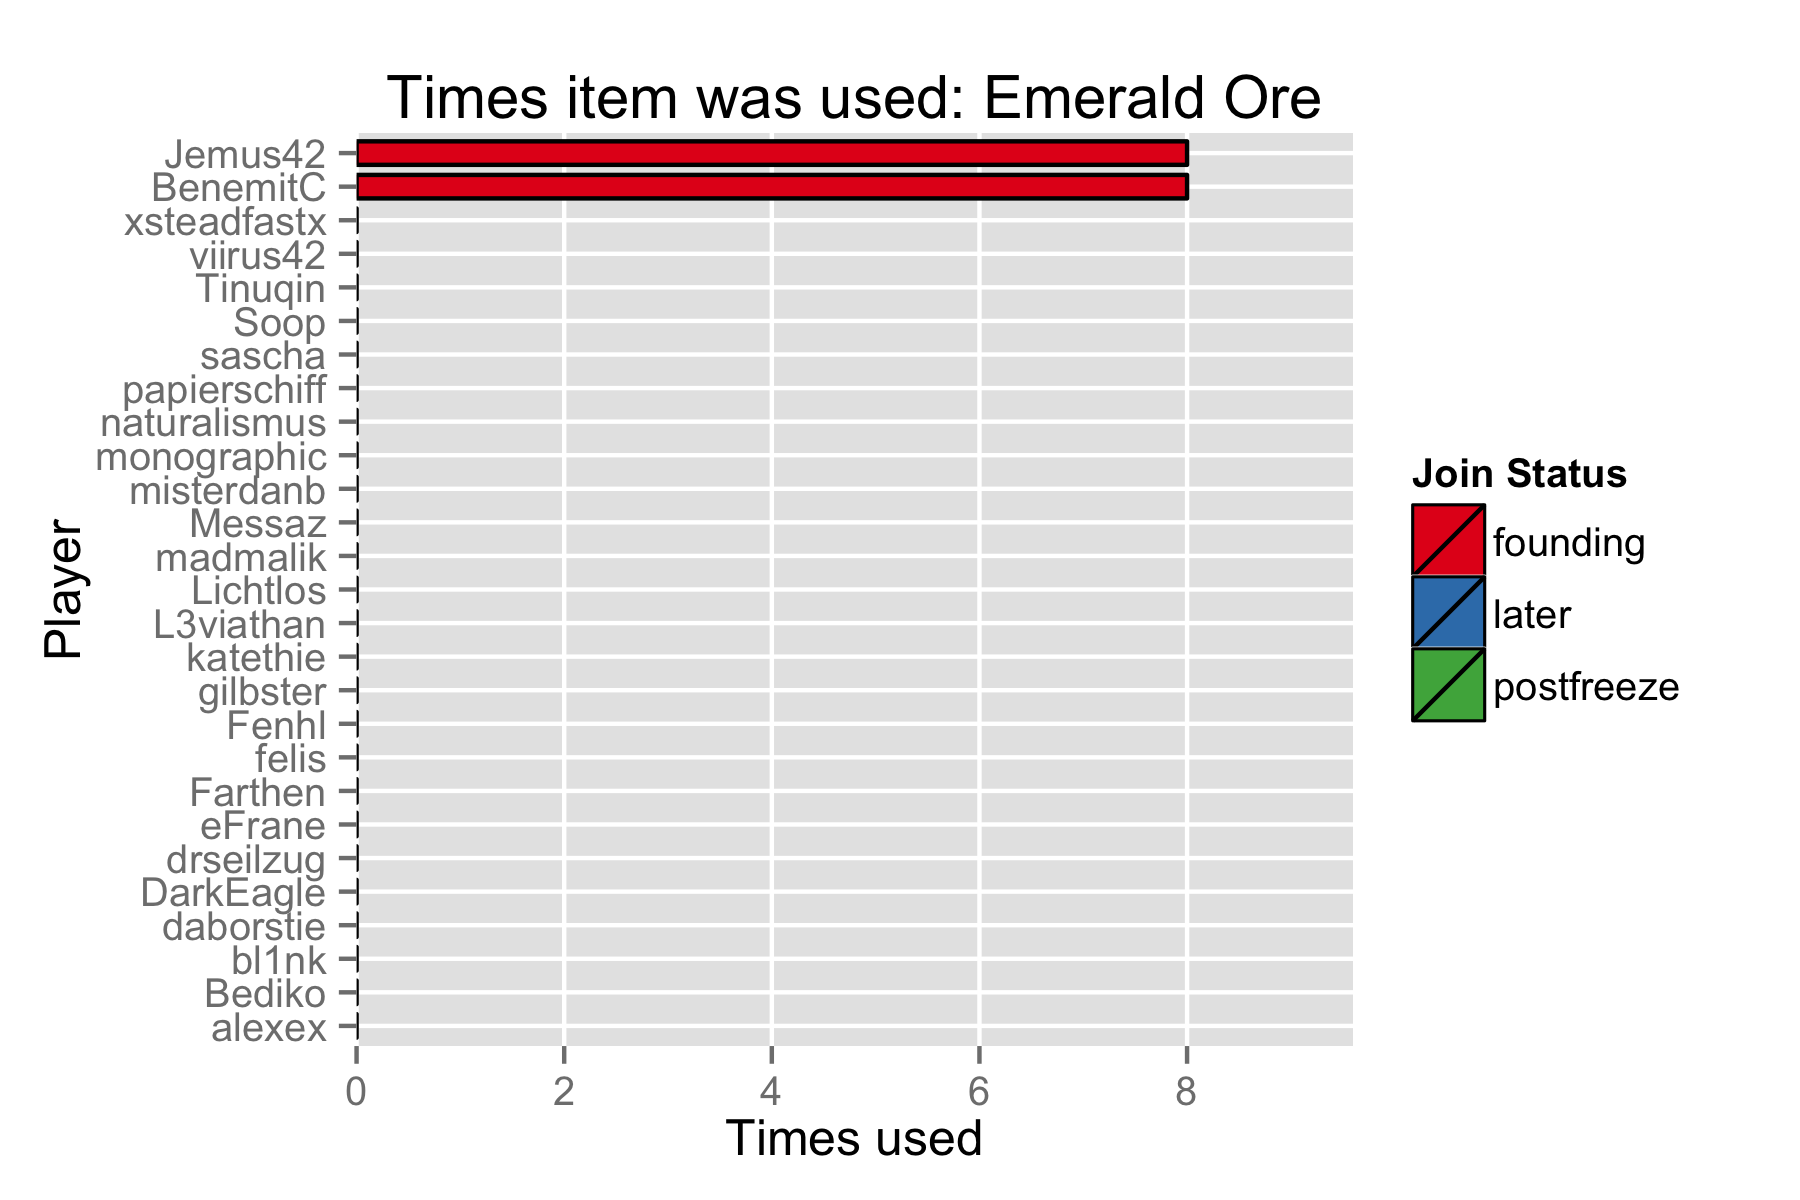 Times item was used: Emerald Ore
Player
Jemus42
BenemitC
xsteadfastx
viirus42
Tinuqin
Soop
sascha
papierschiff
naturalismus
monographic
misterdanb
Messaz
madmalik
Lichtlos
L3viathan
katethie
gilbster
Fenhl
felis
Farthen
eFrane
drseilzug
DarkEagle
daborstie
bl1nk
Bediko
alexex
0 2 4 6 8
Times used
Join Status
founding
later
postfreeze